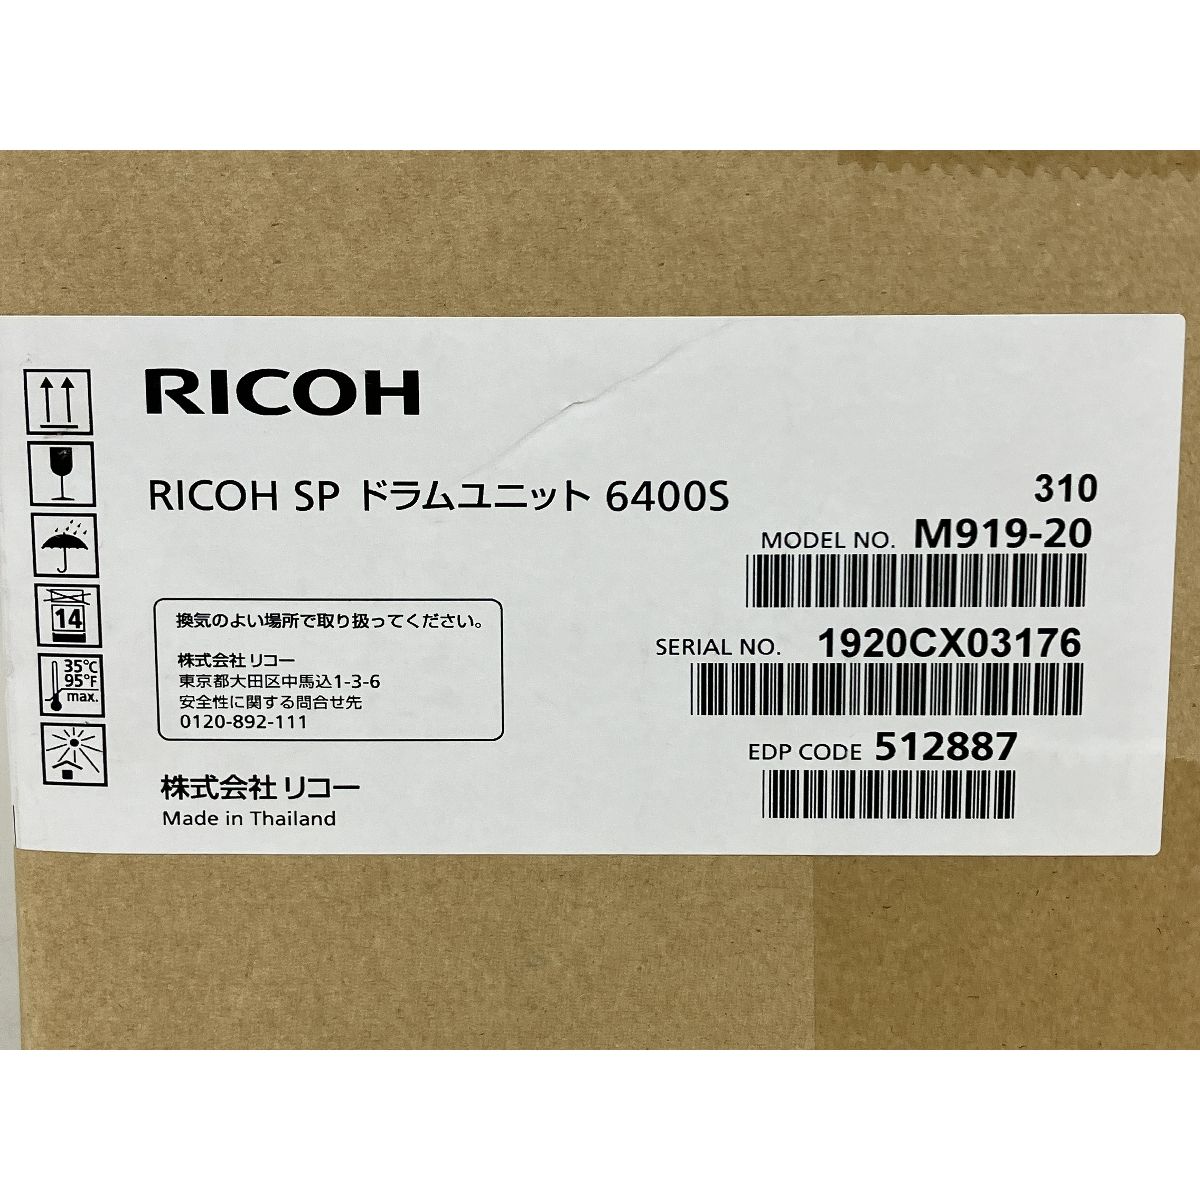 RICOH
RICOH SP ドラムユニット 6400S
310
MODEL NO. M919-20
SERIAL NO. 1920CX03176
EDP CODE 512887
14
35℃
95°F
max.
換気のよい場所で取り扱ってください。
株式会社リコー
東京都大田区中馬込1-3-6
安全性に関する問合せ先
0120-892-111
株式会社リコー
Made in Thailand